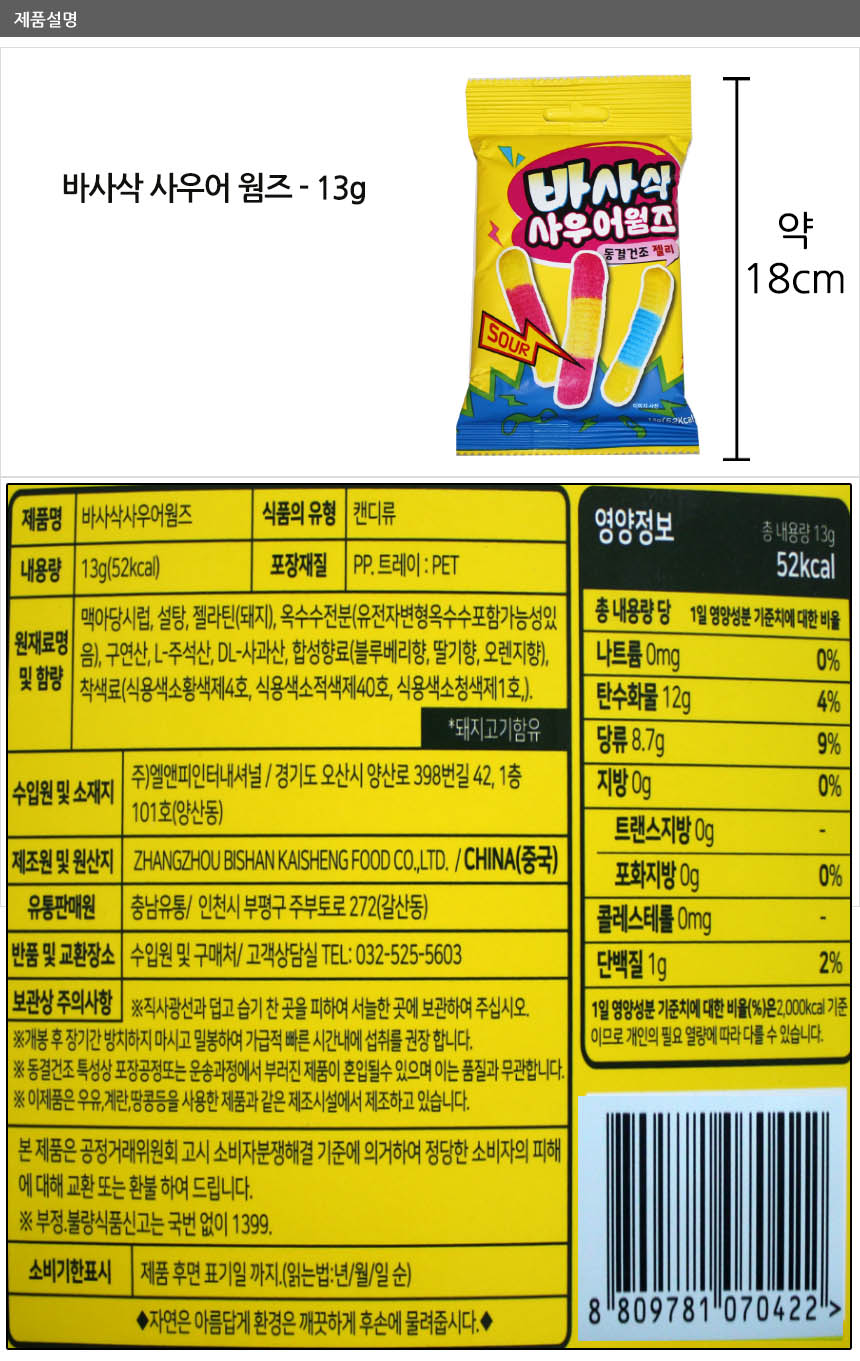 제품설명
바사삭 사우어 웜즈 - 13g
바사삭
사우어웜즈
동결건조 젤리
SOUR
약
18cm
제품명 바사삭사우어웜즈 식품의 유형 캔디류
내용량 13g(52kcal) 포장재질 PP. 트레이 : PET
원재료명 및 함량
맥아당시럽, 설탕, 젤라틴(돼지), 옥수수전분(유전자변형옥수수포함가능성있
음), 구연산, L-주석산, DL-사과산, 합성향료(블루베리향, 딸기향, 오렌지향),
착색료(식용색소황색제4호, 식용색소적색제40호, 식용색소청색제1호,).
*돼지고기함유
수입원 및 소재지 주)엘앤피인터내셔널 / 경기도 오산시 양산로 398번길 42, 1층
101호(양산동)
제조원 및 원산지 ZHANGZHOU BISHAN KAISHENG FOOD CO.,LTD. / CHINA(중국)
유통판매원 충남유통/ 인천시 부평구 주부토로 272(갈산동)
반품 및 교환장소 수입원 및 구매처/ 고객상담실 TEL: 032-525-5603
보관상 주의사항 ※직사광선과 덥고 습기 찬 곳을 피하여 서늘한 곳에 보관하여 주십시오.
※개봉 후 장기간 방치하지 마시고 밀봉하여 가급적 빠른 시간내에 섭취를 권장 합니다.
※ 동결건조 특성상 포장공정또는 운송과정에서 부러진 제품이 혼입될수 있으며 이는 품질과 무관합니다.
※ 이제품은 우유,계란,땅콩등을 사용한 제품과 같은 제조시설에서 제조하고 있습니다.
본 제품은 공정거래위원회 고시 소비자분쟁해결 기준에 의거하여 정당한 소비자의 피해
에 대해 교환 또는 환불 하여 드립니다.
※ 부정.불량식품신고는 국번 없이 1399.
소비기한표시 제품 후면 표기일 까지.(읽는법:년/월/일 순)
◆자연은 아름답게 환경은 깨끗하게 후손에 물려줍시다.◆
영양정보 총 내용량 13g
52kcal
총 내용량 당 1일 영양성분 기준치에 대한 비율
나트륨 0mg 0%
탄수화물 12g 4%
당류 8.7g 9%
지방 0g 0%
트랜스지방 0g -
포화지방 0g 0%
콜레스테롤 0mg -
단백질 1g 2%
1일 영양성분 기준치에 대한 비율(%)은2,000kcal 기준
이므로 개인의 필요 열량에 따라 다를 수 있습니다.
8 809781 070422 >